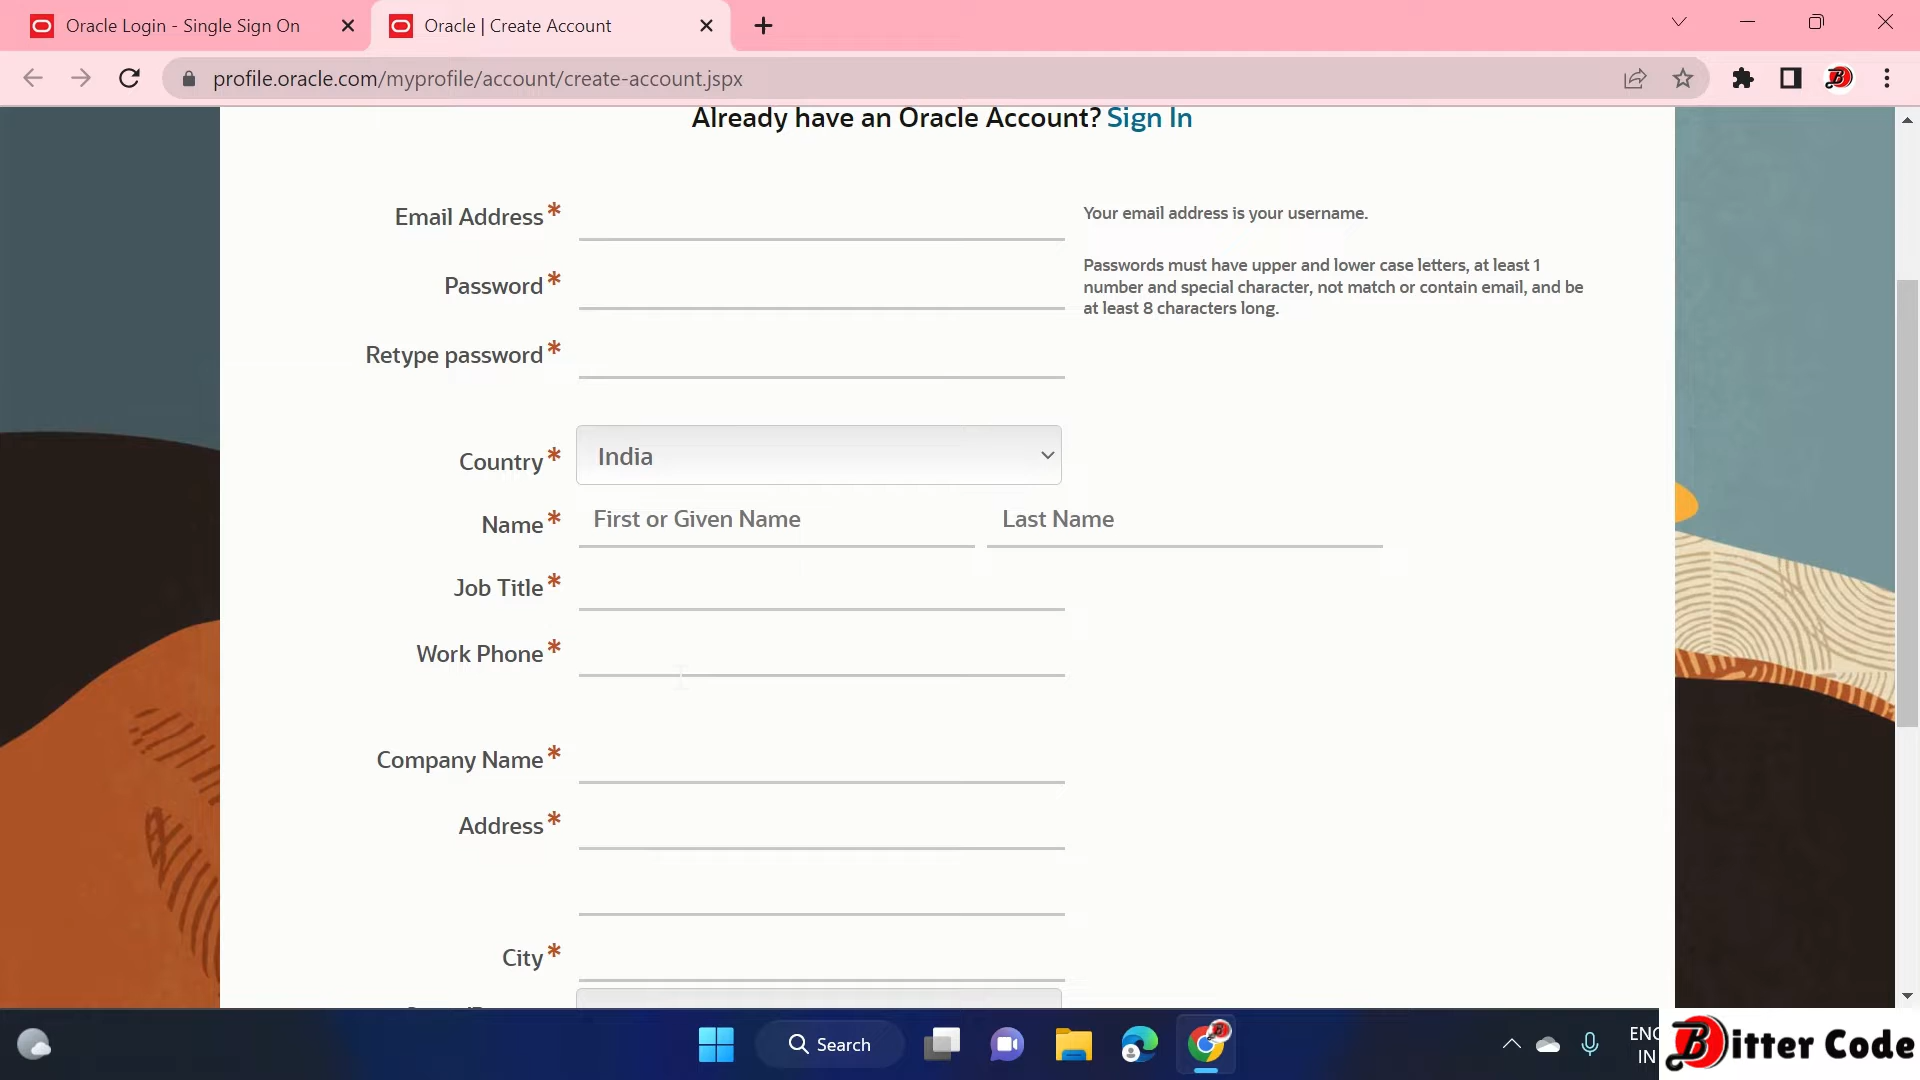 Oracle Login - Single Sign On
Oracle | Create Account
profile.oracle.com/myprofile/account/create-account.jspx
Already have an Oracle Account? Sign In
Email Address*
Your email address is your username.
Password*
Passwords must have upper and lower case letters, at least 1
number and special character, not match or contain email, and be
at least 8 characters long.
Retype password*
Country*
India
Name*
First or Given Name
Last Name
Job Title*
Work Phone*
Company Name*
Address*
City*
Search
ENG
IN
Bitter Code